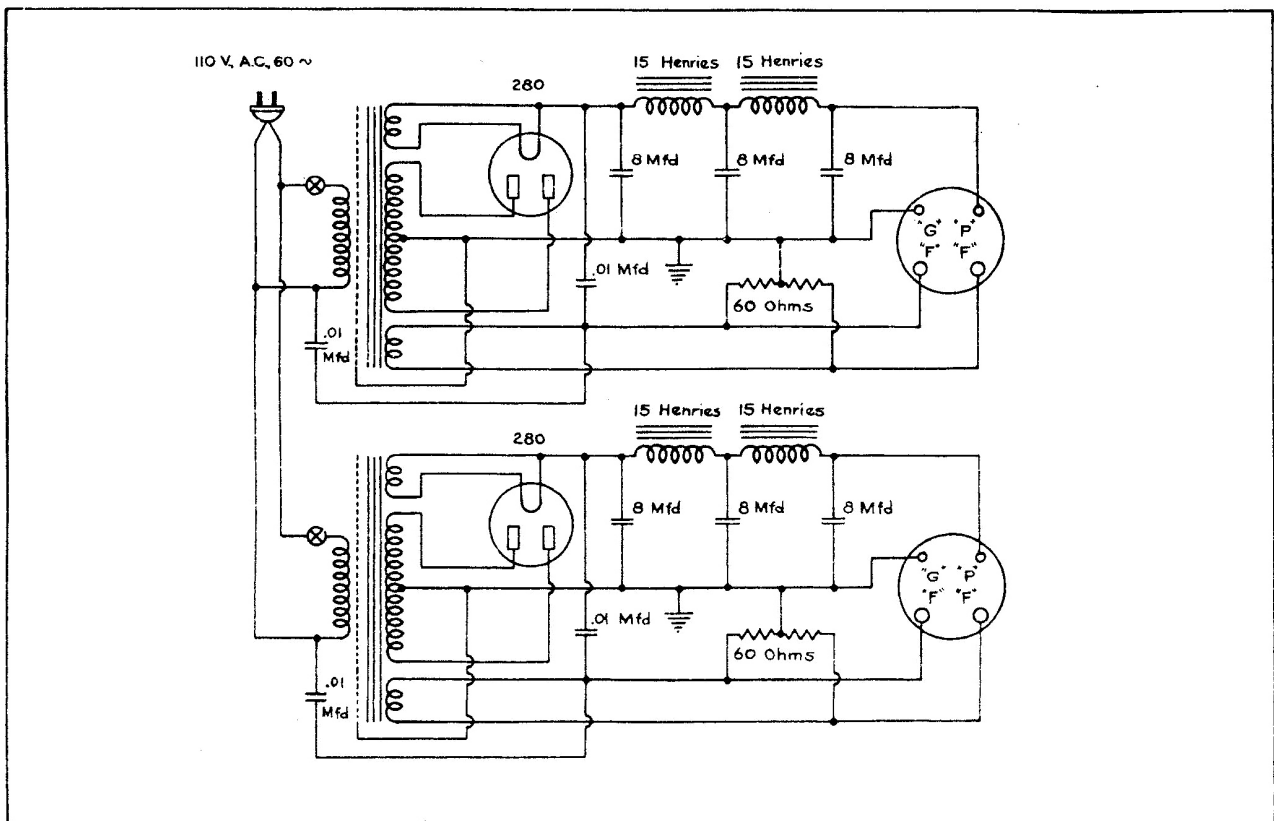 110 V., A.C., 60 ~
15 Henries 15 Henries
280
8 Mfd 8 Mfd 8 Mfd
"G" "P"
"F" "F"
.01 Mfd
60 Ohms
.01
Mfd
15 Henries 15 Henries
280
8 Mfd 8 Mfd 8 Mfd
"G" "P"
"F" "F"
.01 Mfd
60 Ohms
.01
Mfd